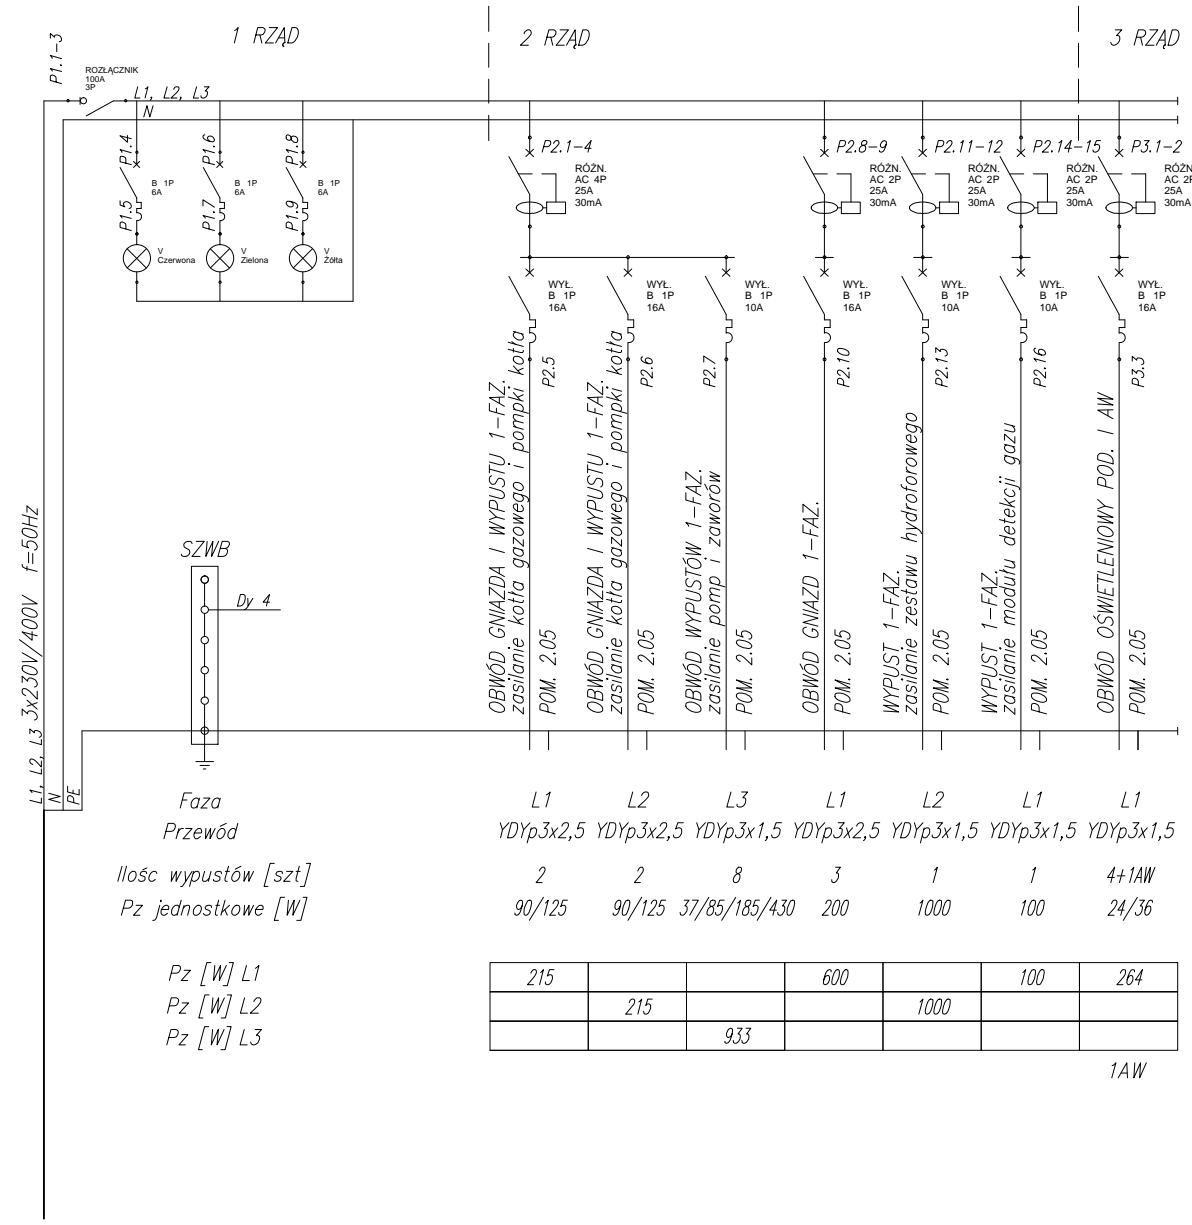 1 RZĄD
2 RZĄD
3 RZĄD
P1.1-3
ROZŁĄCZNIK
100A
3P
L1, L2, L3
N
P1.4
P1.5
B 1P
6A
V
Czerwona
P1.6
P1.7
B 1P
6A
V
Zielona
P1.8
P1.9
B 1P
6A
V
Żółta
P2.1-4
RÓŻN.
AC 4P
25A
30mA
P2.8-9
RÓŻN.
AC 2P
25A
30mA
P2.11-12
RÓŻN.
AC 2P
25A
30mA
P2.14-15
RÓŻN.
AC 2P
25A
30mA
P3.1-2
RÓŻN.
AC 2P
25A
30mA
WYŁ.
B 1P
16A
WYŁ.
B 1P
16A
WYŁ.
B 1P
10A
WYŁ.
B 1P
16A
WYŁ.
B 1P
10A
WYŁ.
B 1P
10A
WYŁ.
B 1P
16A
P2.5
P2.6
P2.7
P2.10
P2.13
P2.16
P3.3
OBWÓD GNIAZDA I WYPUSTU 1-FAZ.
zasilanie kotła gazowego i pompki kotła
POM. 2.05
OBWÓD GNIAZDA I WYPUSTU 1-FAZ.
zasilanie kotła gazowego i pompki kotła
POM. 2.05
OBWÓD WYPUSTÓW 1-FAZ.
zasilanie pomp i zaworów
POM. 2.05
OBWÓD GNIAZD 1-FAZ.
POM. 2.05
WYPUST 1-FAZ.
zasilanie zestawu hydroforowego
POM. 2.05
WYPUST 1-FAZ.
zasilanie modułu detekcji gazu
POM. 2.05
OBWÓD OŚWIETLENIOWY POD. I AW
POM. 2.05
SZWB
Dy 4
L1, L2, L3 3x230V/400V f=50Hz
N
PE
Faza L1 L2 L3 L1 L2 L1 L1
Przewód YDYp3x2,5 YDYp3x2,5 YDYp3x1,5 YDYp3x2,5 YDYp3x1,5 YDYp3x1,5 YDYp3x1,5
Ilośc wypustów [szt] 2 2 8 3 1 1 4+1AW
Pz jednostkowe [W] 90/125 90/125 37/85/185/430 200 1000 100 24/36
Pz [W] L1 215 600 100 264
Pz [W] L2 215 1000
Pz [W] L3 933
1AW